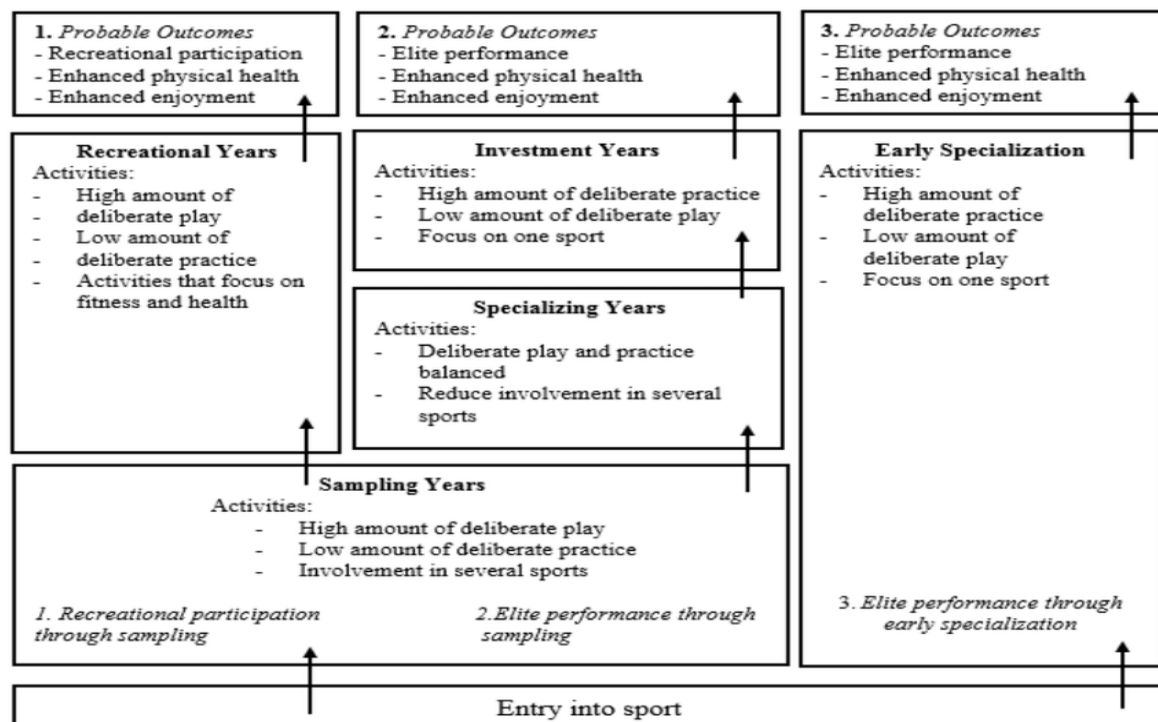 1. Probable Outcomes
- Recreational participation
- Enhanced physical health
- Enhanced enjoyment
2. Probable Outcomes
- Elite performance
- Enhanced physical health
- Enhanced enjoyment
3. Probable Outcomes
- Elite performance
- Enhanced physical health
- Enhanced enjoyment
Recreational Years
Activities:
- High amount of
- deliberate play
- Low amount of
- deliberate practice
- Activities that focus on
fitness and health
Investment Years
Activities:
- High amount of deliberate practice
- Low amount of deliberate play
- Focus on one sport
Early Specialization
Activities:
- High amount of
deliberate practice
- Low amount of
deliberate play
- Focus on one sport
Specializing Years
Activities:
- Deliberate play and practice
balanced
- Reduce involvement in several
sports
Sampling Years
Activities:
- High amount of deliberate play
- Low amount of deliberate practice
- Involvement in several sports
1. Recreational participation
through sampling
2.Elite performance through
sampling
3. Elite performance through
early specialization
Entry into sport